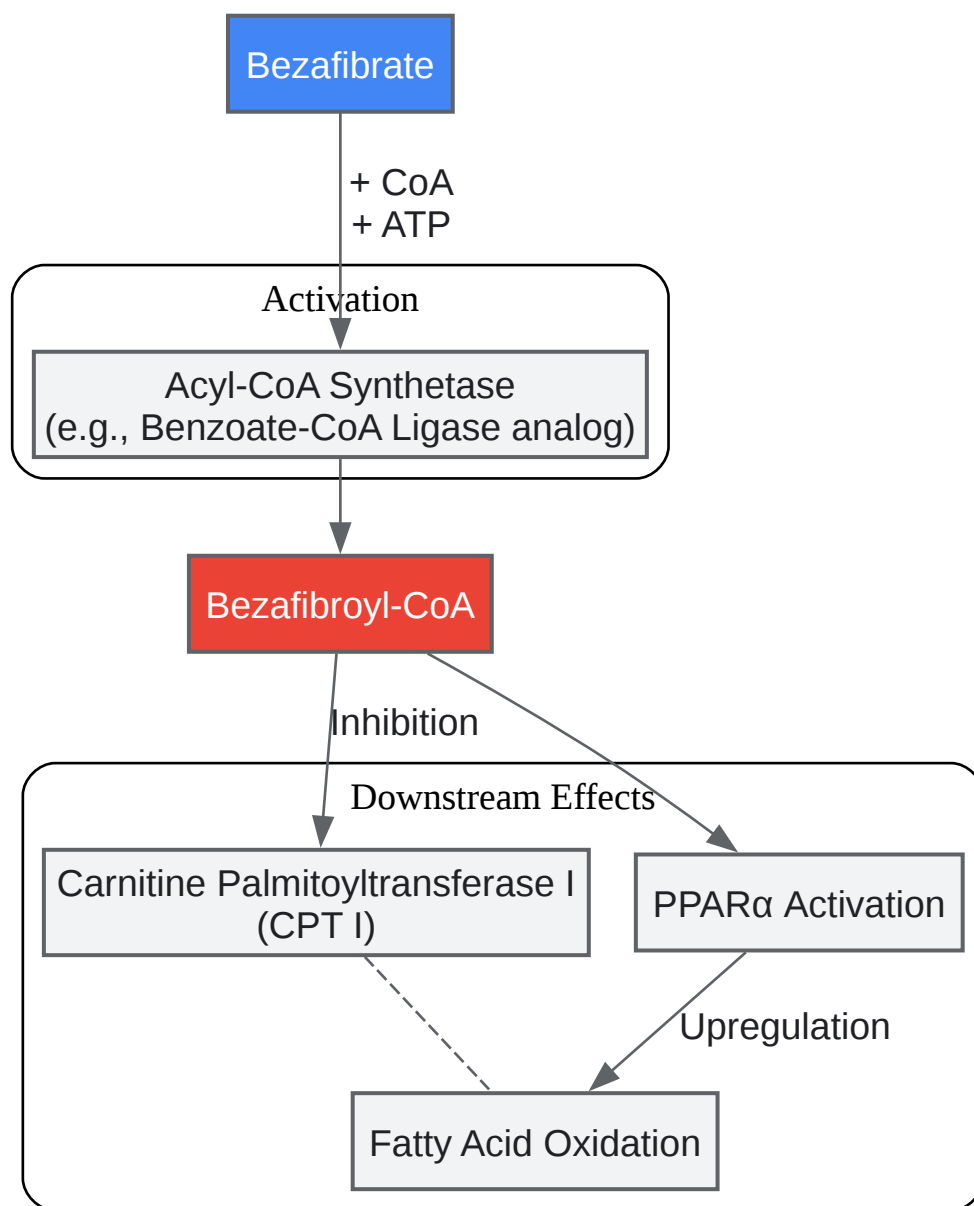 Bezafibrate
+ CoA
+ ATP
Activation
Acyl-CoA Synthetase
(e.g., Benzoate-CoA Ligase analog)
Bezafibroyl-CoA
Inhibition
Downstream Effects
Carnitine Palmitoyltransferase I
(CPT I)
PPARα Activation
Upregulation
Fatty Acid Oxidation